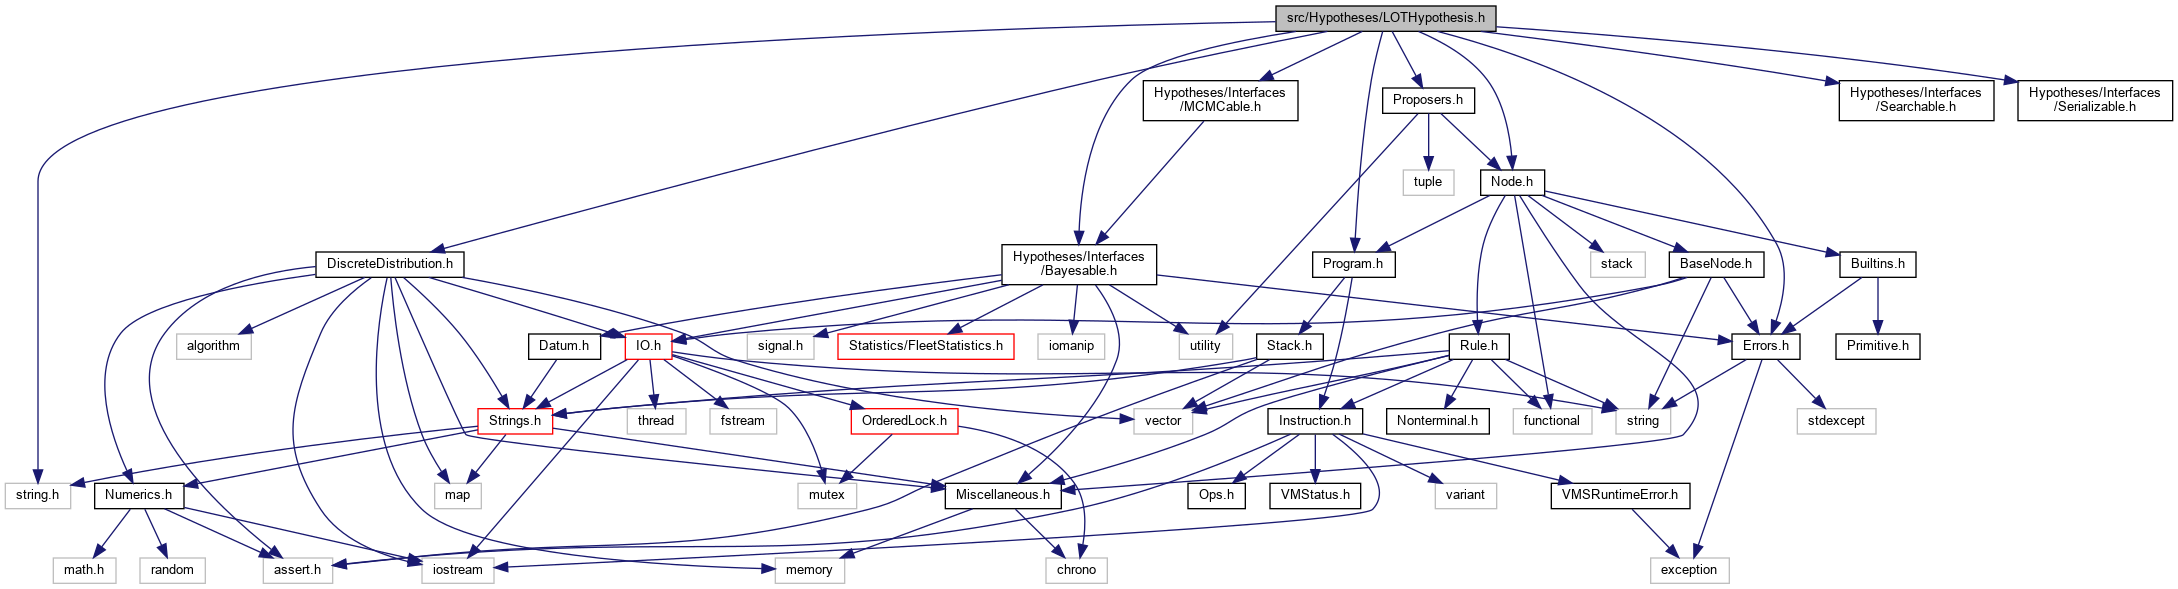 src/Hypotheses/LOTHypothesis.h
Hypotheses/Interfaces
/MCMCable.h
Proposers.h
Hypotheses/Interfaces
/Searchable.h
Hypotheses/Interfaces
/Serializable.h
tuple
Node.h
DiscreteDistribution.h
Hypotheses/Interfaces
/Bayesable.h
Program.h
stack
BaseNode.h
Builtins.h
algorithm
Datum.h
IO.h
signal.h
Statistics/FleetStatistics.h
iomanip
utility
Stack.h
Rule.h
Errors.h
Primitive.h
Strings.h
thread
fstream
OrderedLock.h
vector
Instruction.h
Nonterminal.h
functional
string
stdexcept
string.h
Numerics.h
map
mutex
Miscellaneous.h
Ops.h
VMStatus.h
variant
VMSRuntimeError.h
math.h
random
assert.h
iostream
memory
chrono
exception